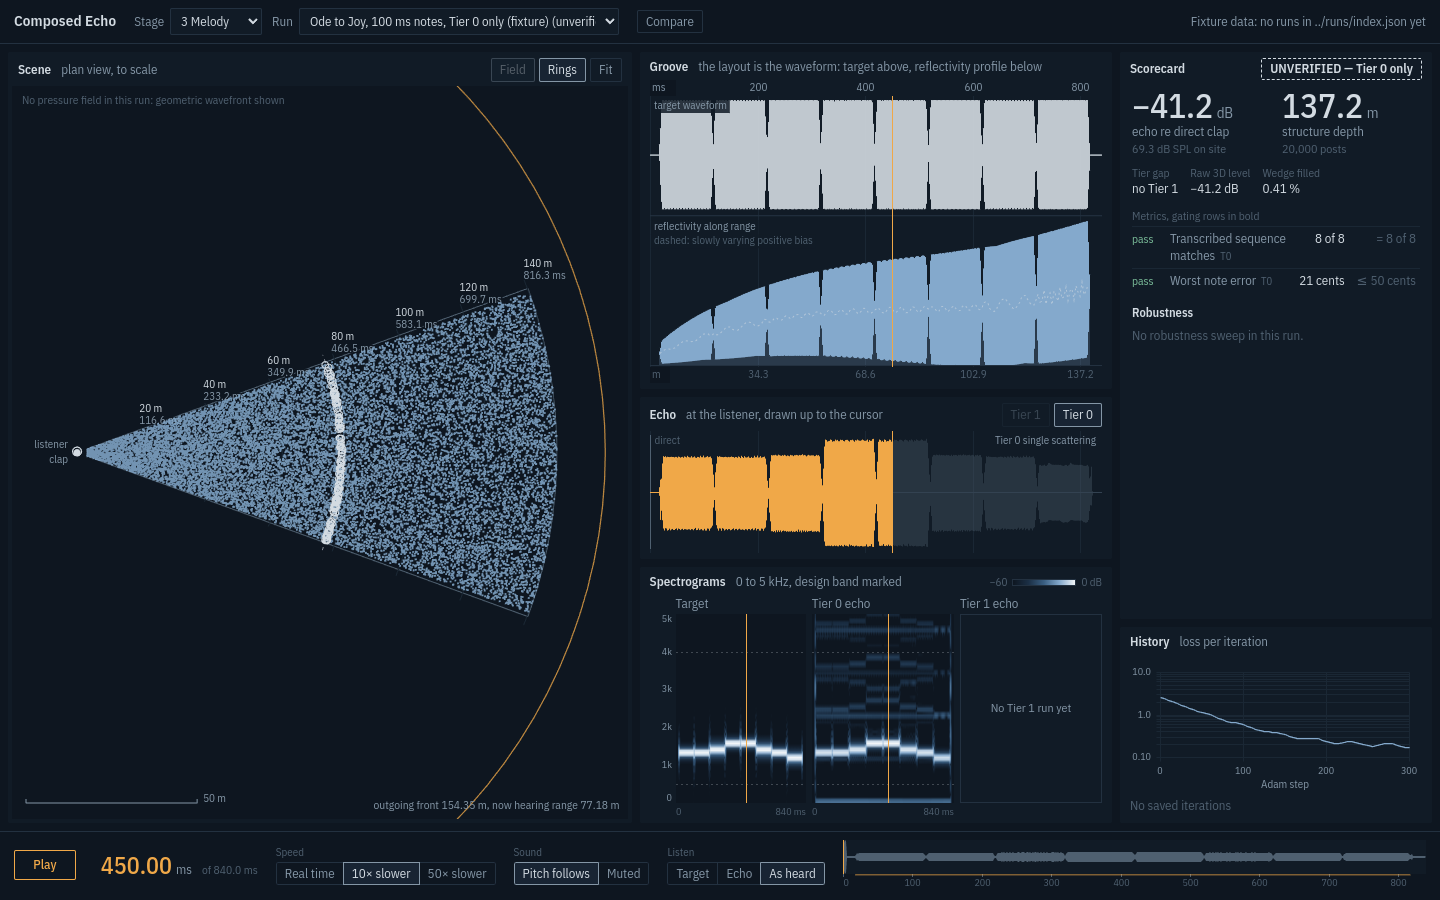 Composed Echo Stage 3 Melody Run Ode to Joy, 100 ms notes, Tier 0 only (fixture) (unverifi Compare Fixture data: no runs in ../runs/index.json yet
Scene plan view, to scale Field Rings Fit
No pressure field in this run: geometric wavefront shown
140 m
816.3 ms
120 m
699.7 ms
100 m
583.1 ms
80 m
466.5 ms
60 m
349.9 ms
40 m
233.2
20 m
116.6
listener
clap
50 m
outgoing front 154.35 m, now hearing range 77.18 m
Groove the layout is the waveform: target above, reflectivity profile below
ms 200 400 600 800
target waveform
reflectivity along range
dashed: slowly varying positive bias
m 34.3 68.6 102.9 137.2
Echo at the listener, drawn up to the cursor Tier 1 Tier 0
direct Tier 0 single scattering
Spectrograms 0 to 5 kHz, design band marked −60 0 dB
Target Tier 0 echo Tier 1 echo
5k
4k
3k
2k
1k
0
No Tier 1 run yet
0 840 ms 0 840 ms
Scorecard UNVERIFIED — Tier 0 only
−41.2 dB 137.2 m
echo re direct clap structure depth
69.3 dB SPL on site 20,000 posts
Tier gap Raw 3D level Wedge filled
no Tier 1 −41.2 dB 0.41 %
Metrics, gating rows in bold
pass Transcribed sequence matches T0 8 of 8 = 8 of 8
pass Worst note error T0 21 cents ≤ 50 cents
Robustness
No robustness sweep in this run.
History loss per iteration
10.0
1.0
0.10
0 100 200 300
Adam step
No saved iterations
Play 450.00 ms of 840.0 ms
Speed
Real time 10× slower 50× slower
Sound
Pitch follows Muted
Listen
Target Echo As heard
0 100 200 300 400 500 600 700 800